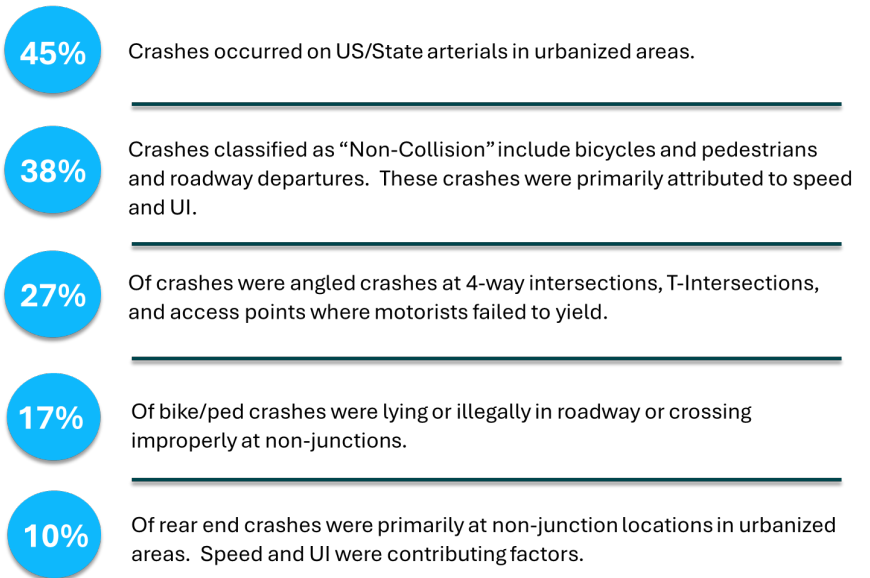 45%
Crashes occurred on US/State arterials in urbanized areas.
38%
Crashes classified as “Non-Collision” include bicycles and pedestrians
and roadway departures.  These crashes were primarily attributed to speed
and UI.
27%
Of crashes were angled crashes at 4-way intersections, T-Intersections,
and access points where motorists failed to yield.
17%
Of bike/ped crashes were lying or illegally in roadway or crossing
improperly at non-junctions.
10%
Of rear end crashes were primarily at non-junction locations in urbanized
areas.  Speed and UI were contributing factors.